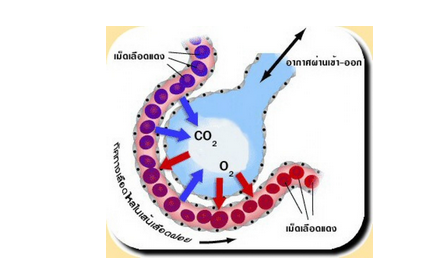 เม็ดเลือดแดง
อากาศผ่านเข้า-ออก
CO2
O2
ทิศทางเลือดไหลในเส้นเลือดฝอย
เม็ดเลือดแดง